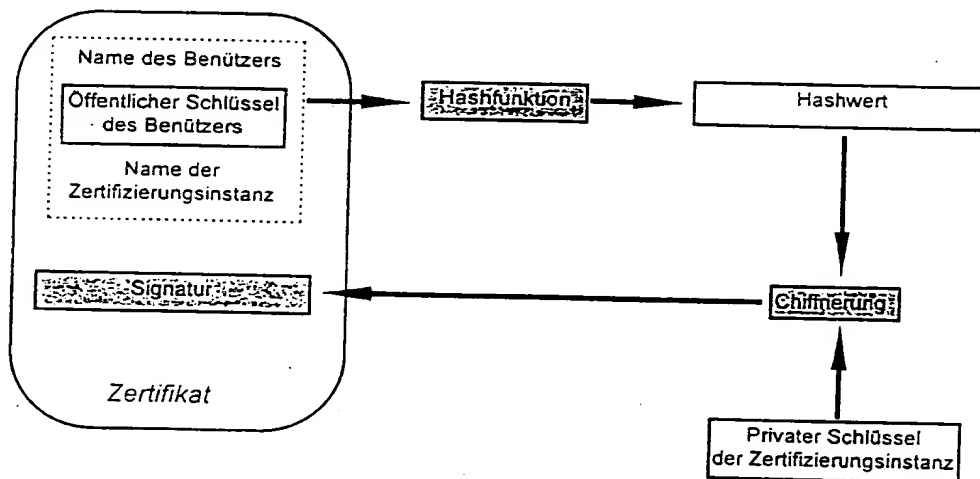 Name des Benützers
Öffentlicher Schlüssel
des Benützers
Name der
Zertifizierungsinstanz
Signatur
Zertifikat
Hashfunktion
Hashwert
Chiffrierung
Privater Schlüssel
der Zertifizierungsinstanz